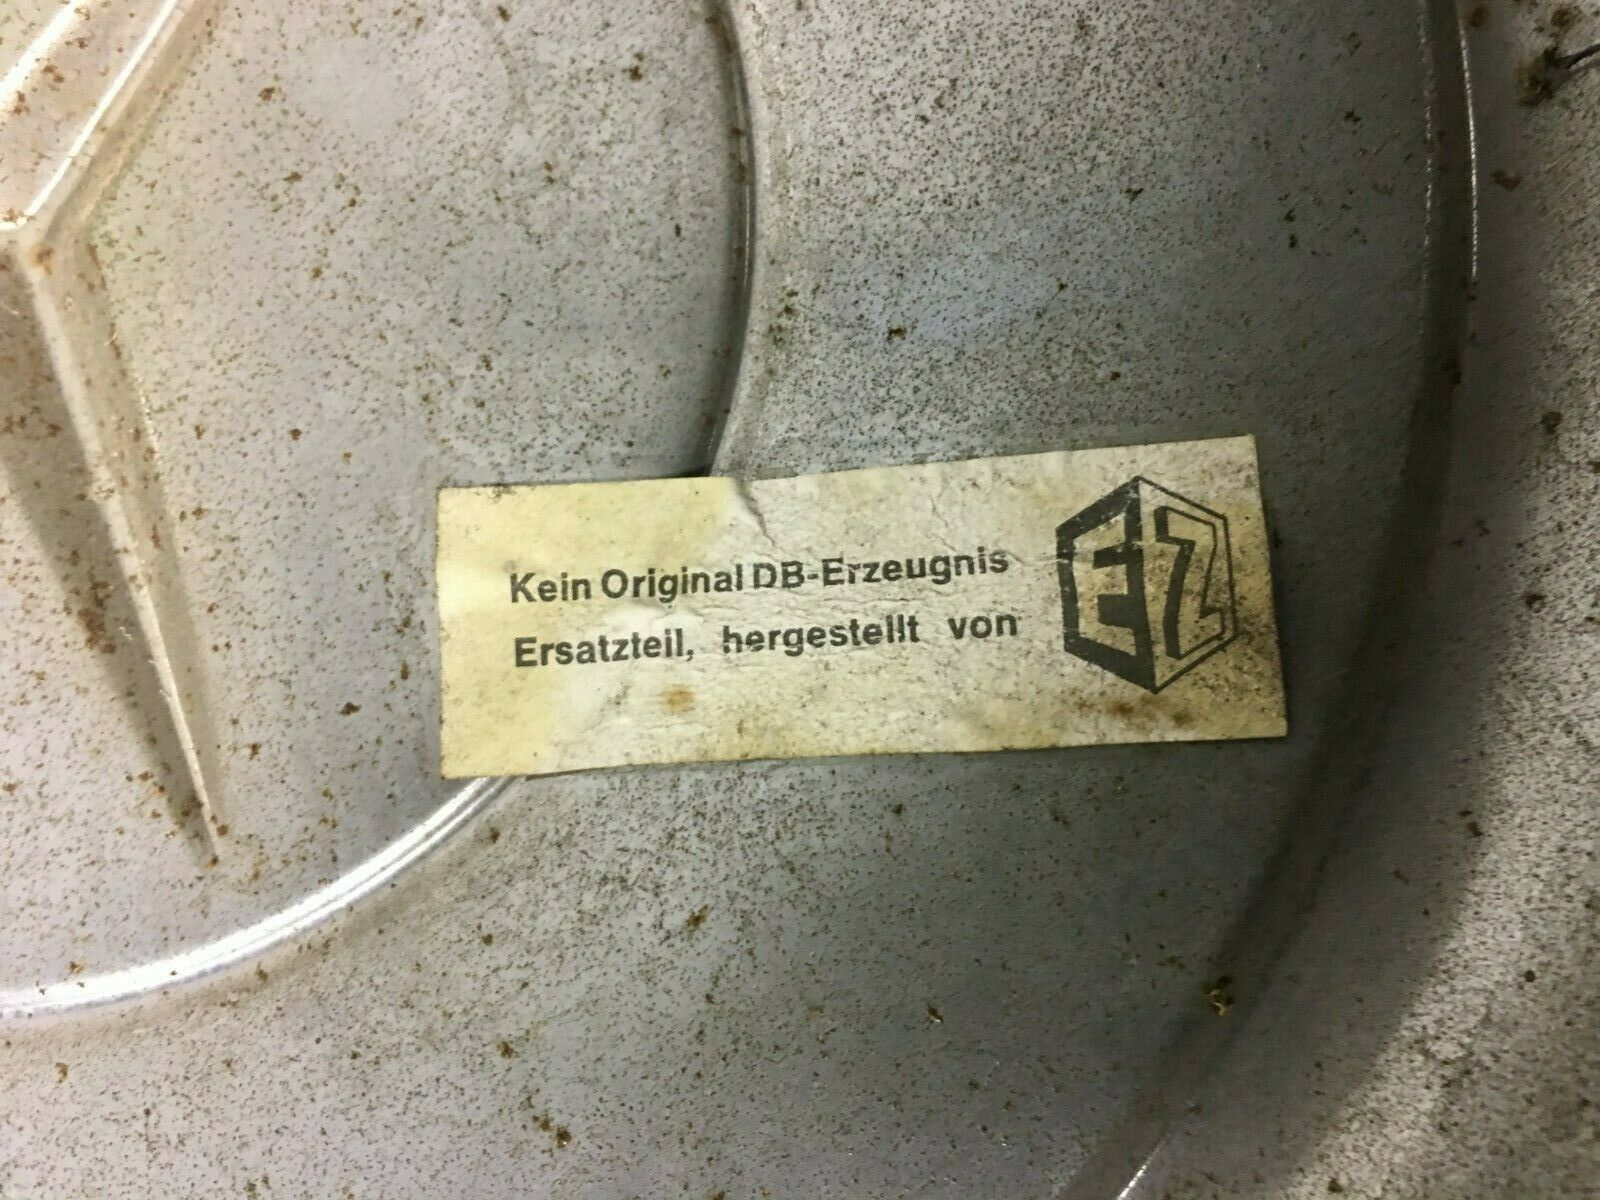 Kein Original DB-Erzeugnis
Ersatzteil, hergestellt von
EZ